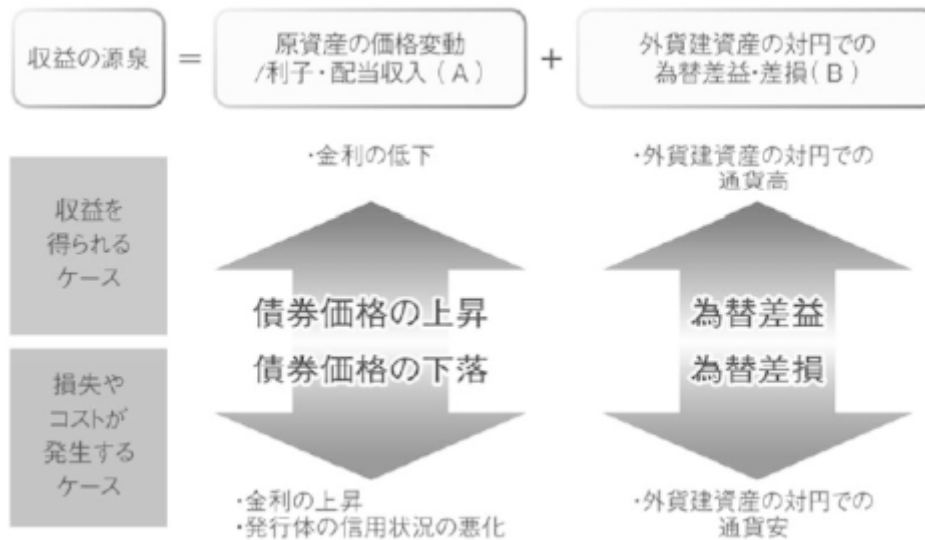 収益の源泉
=
原資産の価格変動
/利子・配当収入(A)
+
外貨建資産の対円での
為替差益・差損(B)
収益を
得られる
ケース
・金利の低下
債券価格の上昇
・外貨建資産の対円での
通貨高
為替差益
損失や
コストが
発生する
ケース
債券価格の下落
・金利の上昇
・発行体の信用状況の悪化
為替差損
・外貨建資産の対円での
通貨安